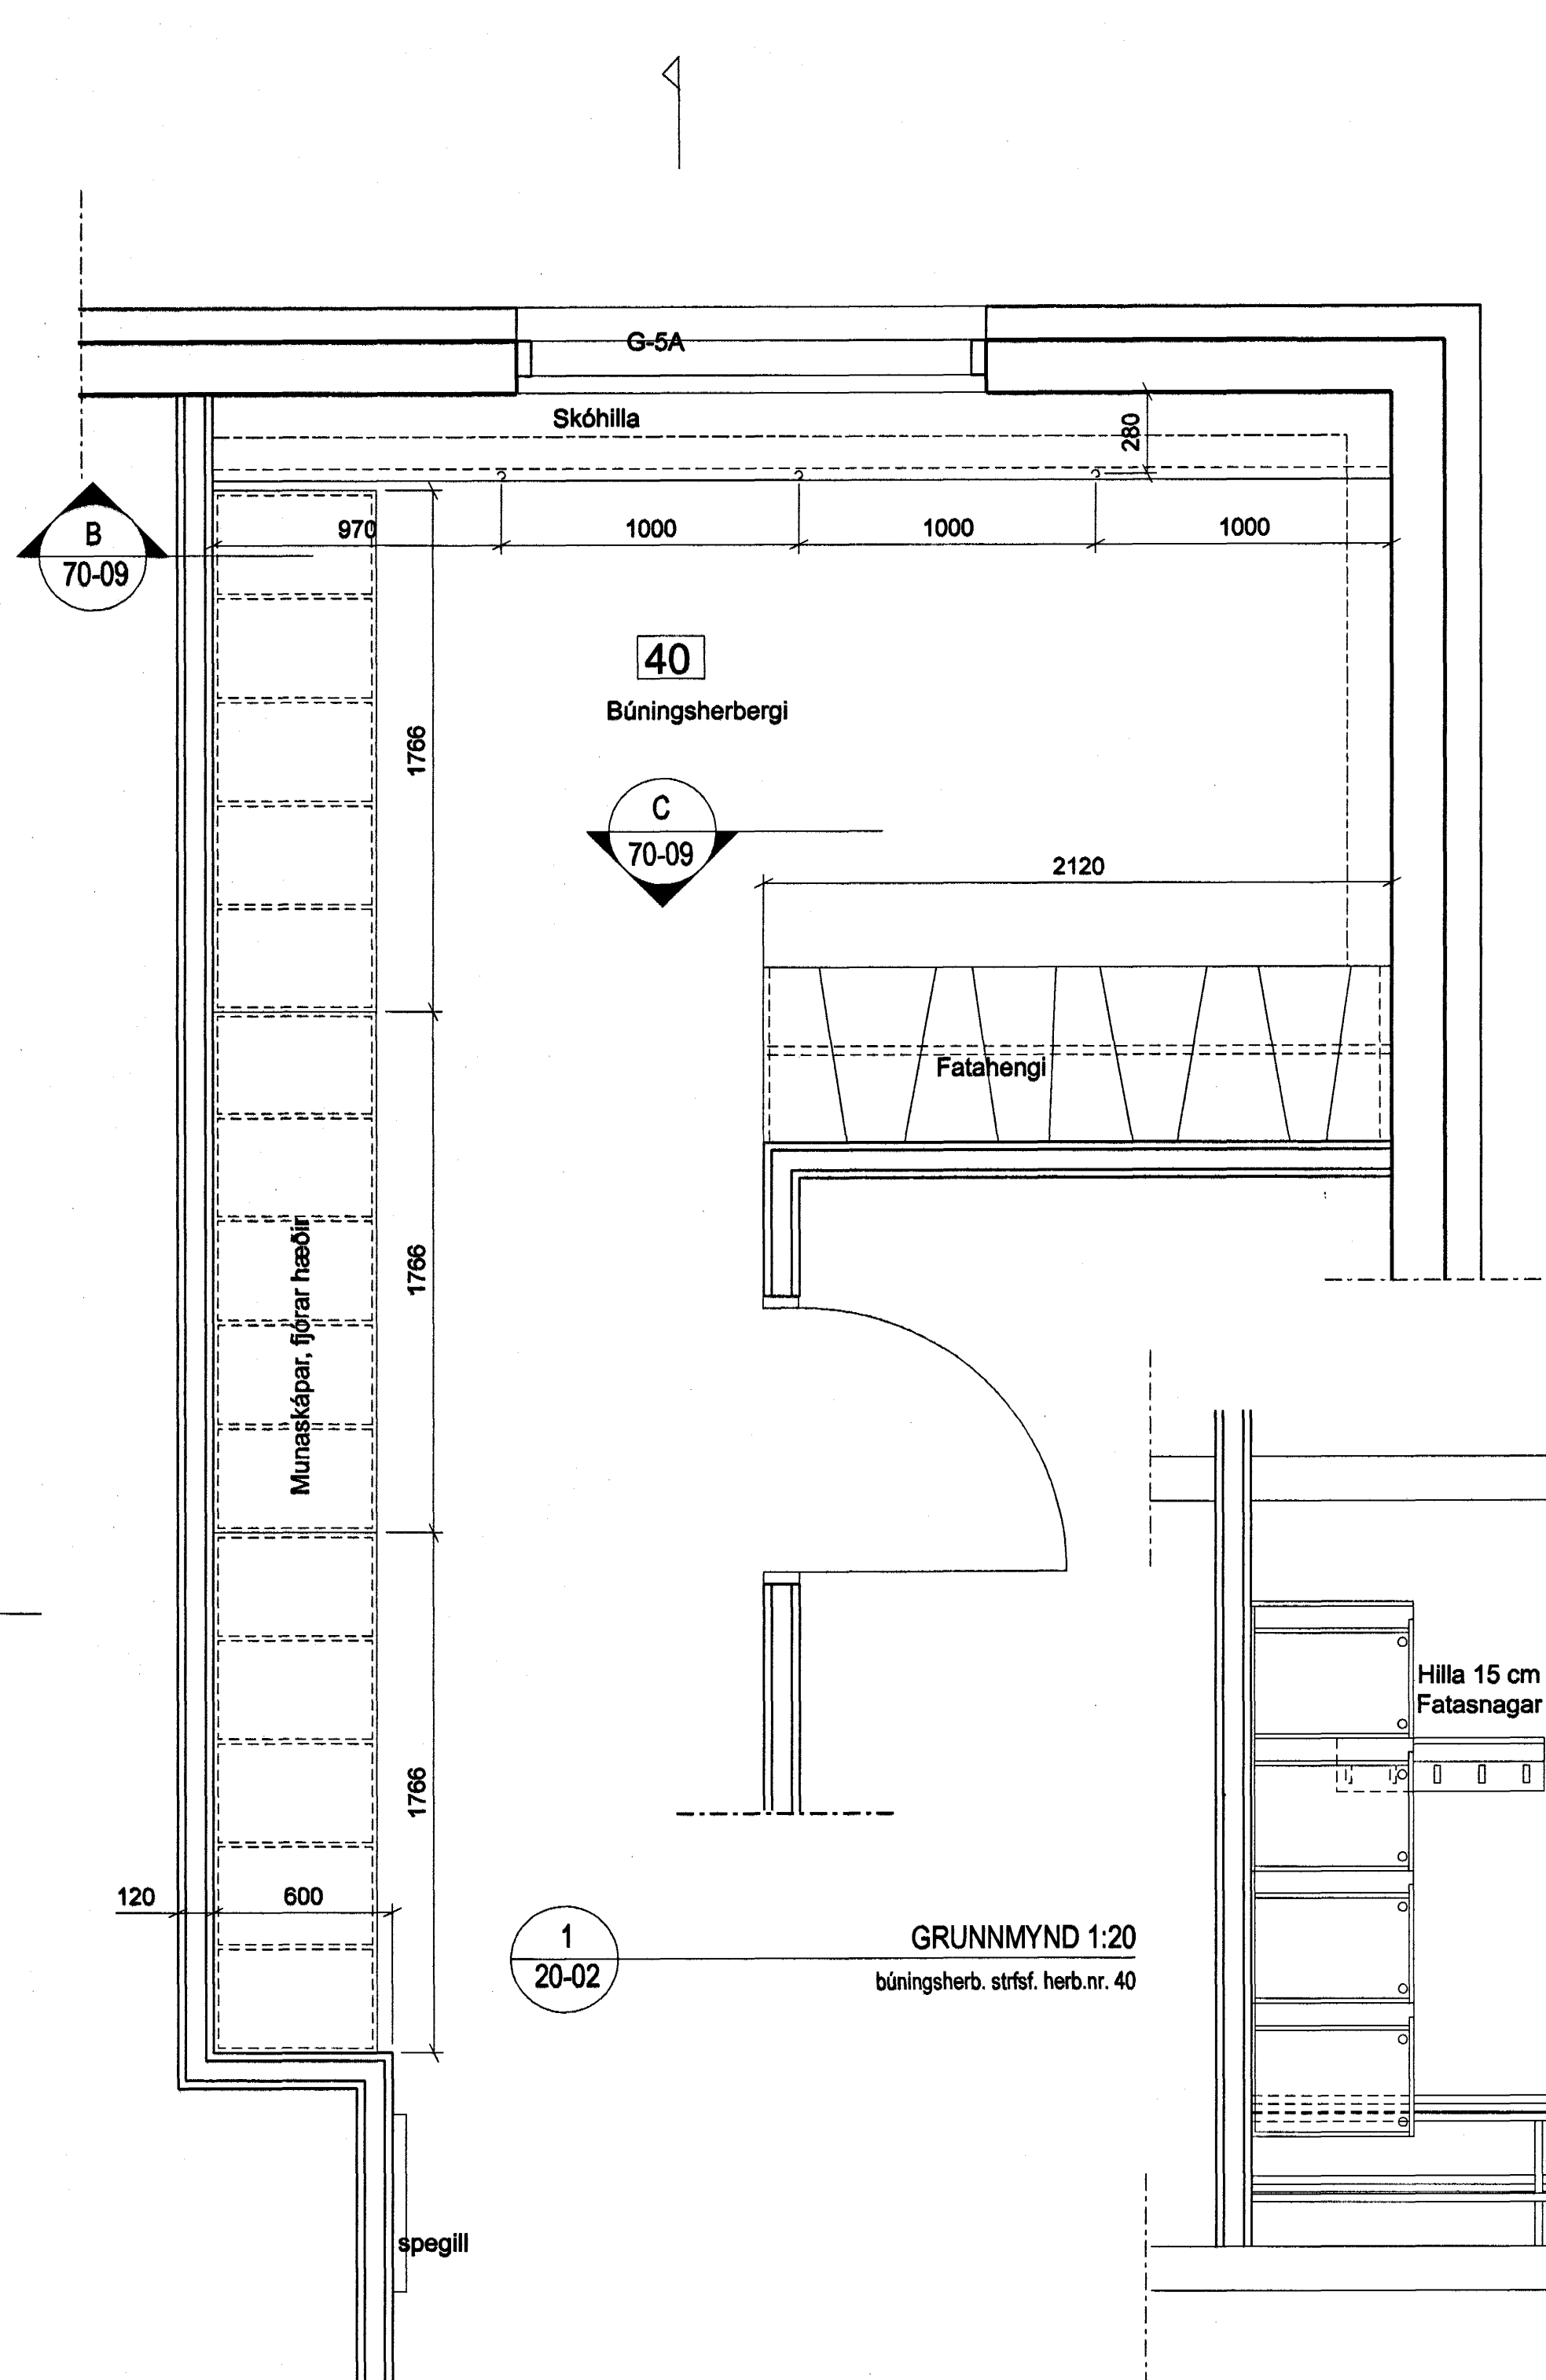 G-5A
Skóhilla
280
B
70-09
970
1000
1000
1000
40
Búningsherbergi
1766
C
70-09
2120
Fatahengi
1766
Munaskápar, fjórar hæðir
Hilla 15 cm
Fatasnagar
1766
120
600
1
20-02
GRUNNMYND 1:20
búningsherb. strfsf. herb.nr. 40
spegill